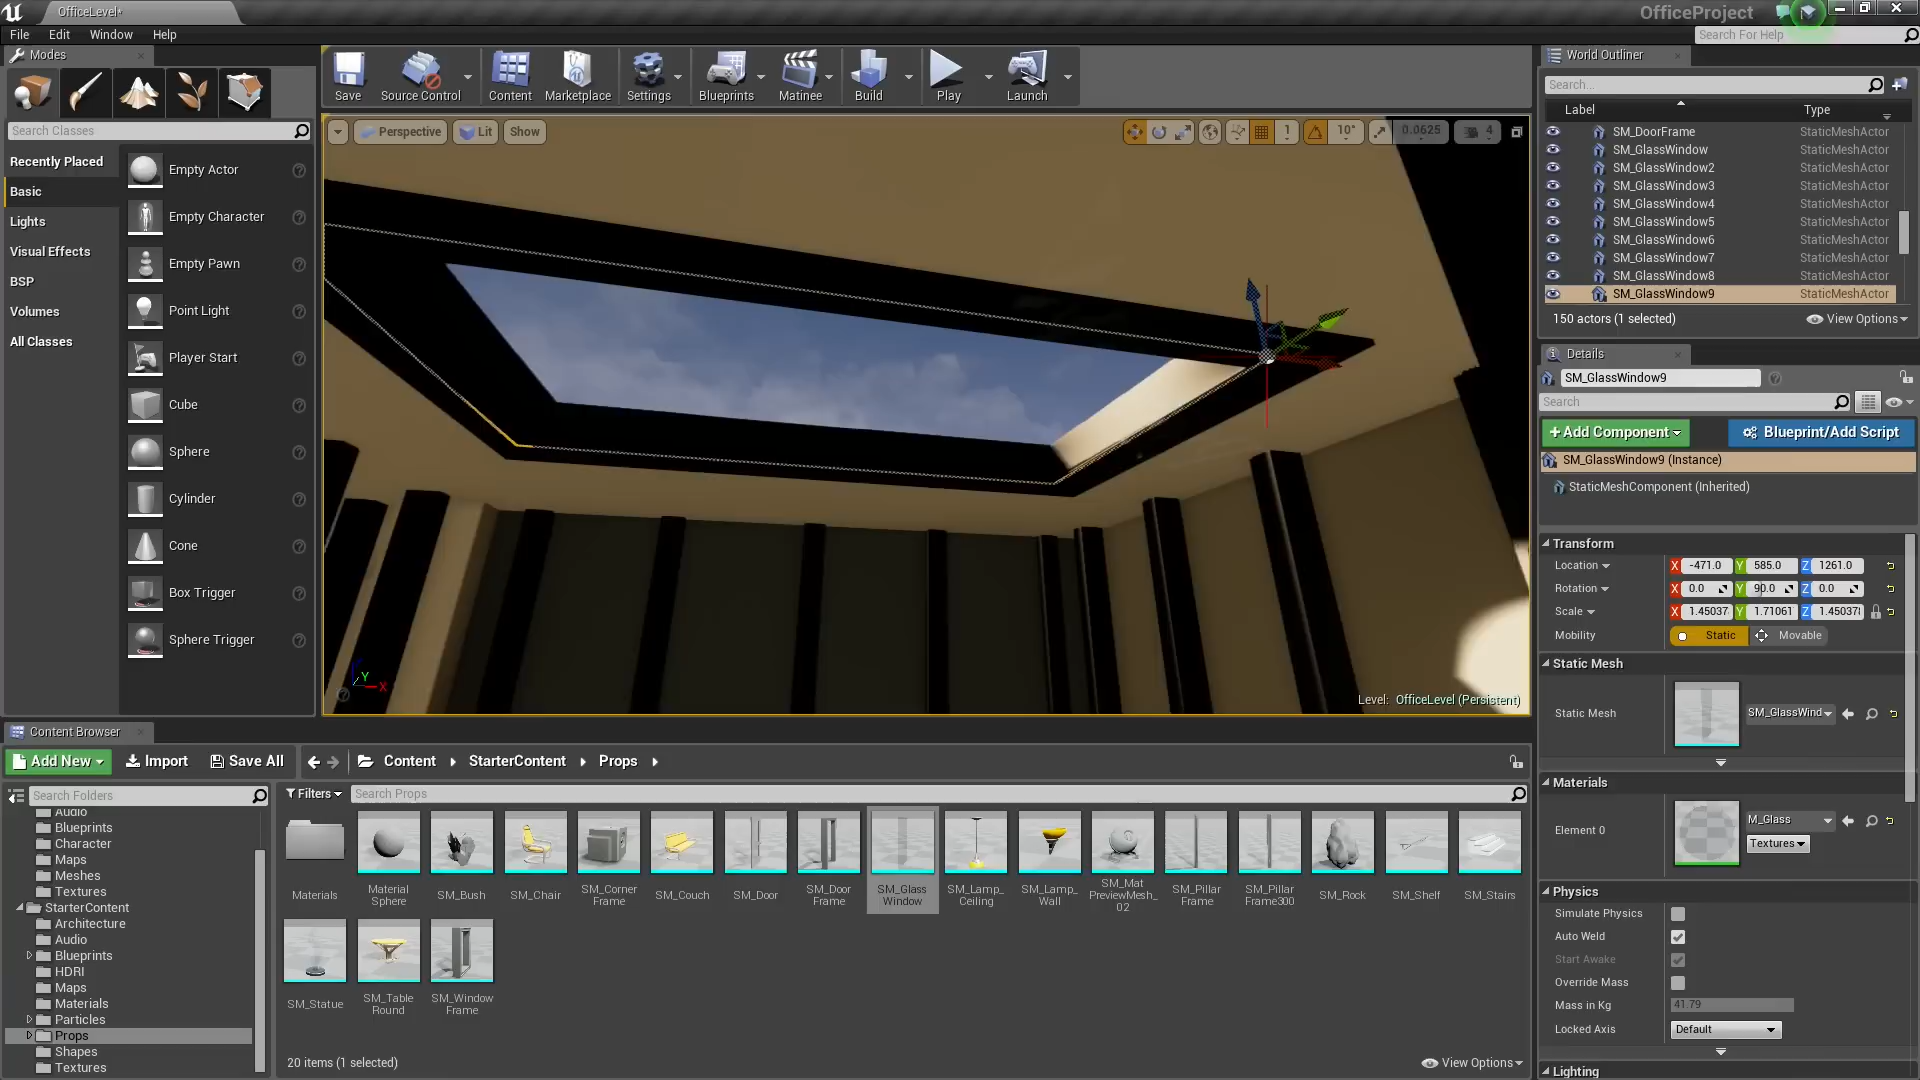 OfficeLevel*
OfficeProject
File Edit Window Help
Search For Help
Modes
Search Classes
Recently Placed
Basic
Lights
Visual Effects
BSP
Volumes
All Classes
Empty Actor
Empty Character
Empty Pawn
Point Light
Player Start
Cube
Sphere
Cylinder
Cone
Box Trigger
Sphere Trigger
Save Source Control Content Marketplace Settings Blueprints Matinee Build Play Launch
Perspective Lit Show
1 10° 0.0625 4
Y
X
Level: OfficeLevel (Persistent)
World Outliner
Search...
Label Type
SM_DoorFrame StaticMeshActor
SM_GlassWindow StaticMeshActor
SM_GlassWindow2 StaticMeshActor
SM_GlassWindow3 StaticMeshActor
SM_GlassWindow4 StaticMeshActor
SM_GlassWindow5 StaticMeshActor
SM_GlassWindow6 StaticMeshActor
SM_GlassWindow7 StaticMeshActor
SM_GlassWindow8 StaticMeshActor
SM_GlassWindow9 StaticMeshActor
150 actors (1 selected) View Options
Details
SM_GlassWindow9
Search
+Add Component Blueprint/Add Script
SM_GlassWindow9 (Instance)
StaticMeshComponent (Inherited)
Transform
Location X -471.0 Y 585.0 Z 1261.0
Rotation X 0.0 Y 90.0 Z 0.0
Scale X 1.45037 Y 1.71061 Z 1.45037
Mobility Static Movable
Static Mesh
Static Mesh SM_GlassWind
Materials
Element 0 M_Glass
Textures
Physics
Simulate Physics
Auto Weld
Start Awake
Override Mass
Mass in Kg 41.79
Locked Axis Default
Lighting
Content Browser
Add New Import Save All Content StarterContent Props
Search Folders
Audio
Blueprints
Character
Maps
Meshes
Textures
StarterContent
Architecture
Audio
Blueprints
HDRI
Maps
Materials
Particles
Props
Shapes
Textures
Filters Search Props
Materials
Material
Sphere
SM_Bush
SM_Chair
SM_Corner
Frame
SM_Couch
SM_Door
SM_Door
Frame
SM_Glass
Window
SM_Lamp_
Ceiling
SM_Lamp_
Wall
SM_Mat
PreviewMesh_
02
SM_Pillar
Frame
SM_Pillar
Frame300
SM_Rock
SM_Shelf
SM_Stairs
SM_Statue
SM_Table
Round
SM_Window
Frame
20 items (1 selected) View Options